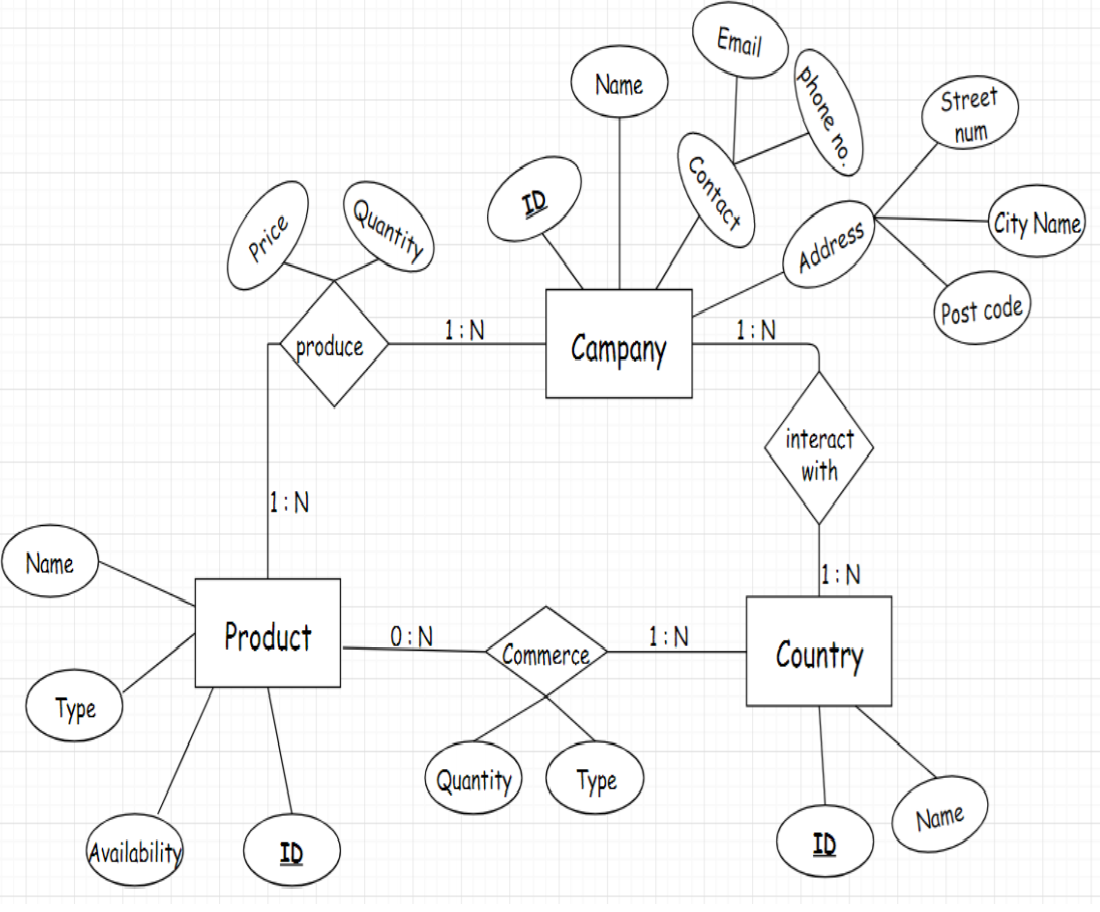 Email
Name
phone no.
Street
num
Contact
ID
Price
Quantity
Address
City Name
Post code
1:N
1:N
produce
Campany
interact
with
1:N
1:N
Name
Product
0:N
Commerce
1:N
Country
Type
Quantity
Type
Availability
ID
ID
Name